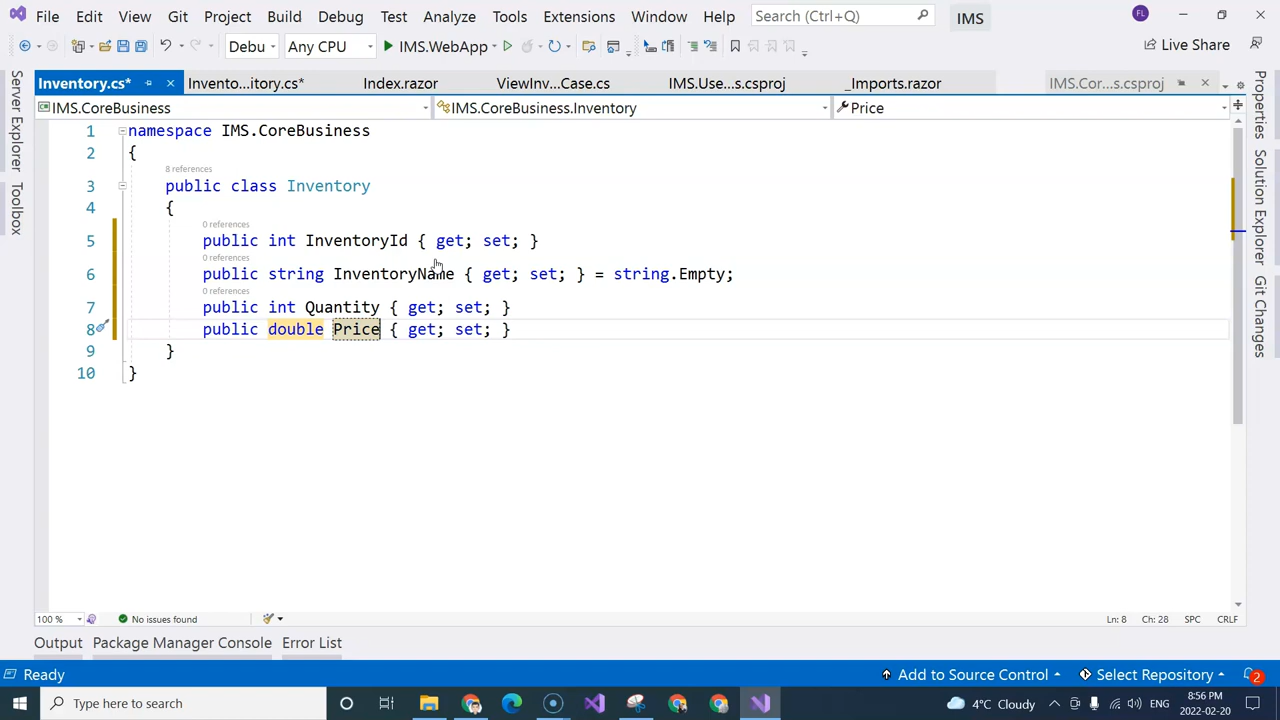 File Edit View Git Project Build Debug Test Analyze Tools Extensions Window Help Search (Ctrl+Q) IMS FL
Debu Any CPU IMS.WebApp Live Share
Inventory.cs* Invento...itory.cs* Index.razor ViewInv...Case.cs IMS.Use...s.csproj _Imports.razor IMS.Cor...s.csproj
IMS.CoreBusiness IMS.CoreBusiness.Inventory Price
Server Explorer
Toolbox
Properties
Solution Explorer
Git Changes
1 namespace IMS.CoreBusiness
2 {
8 references
3 public class Inventory
4 {
0 references
5 public int InventoryId { get; set; }
0 references
6 public string InventoryName { get; set; } = string.Empty;
0 references
7 public int Quantity { get; set; }
8 public double Price { get; set; }
9 }
10 }
100 % No issues found Ln: 8 Ch: 28 SPC CRLF
Output Package Manager Console Error List
Ready Add to Source Control Select Repository 2
Type here to search 4°C Cloudy 8:56 PM
2022-02-20